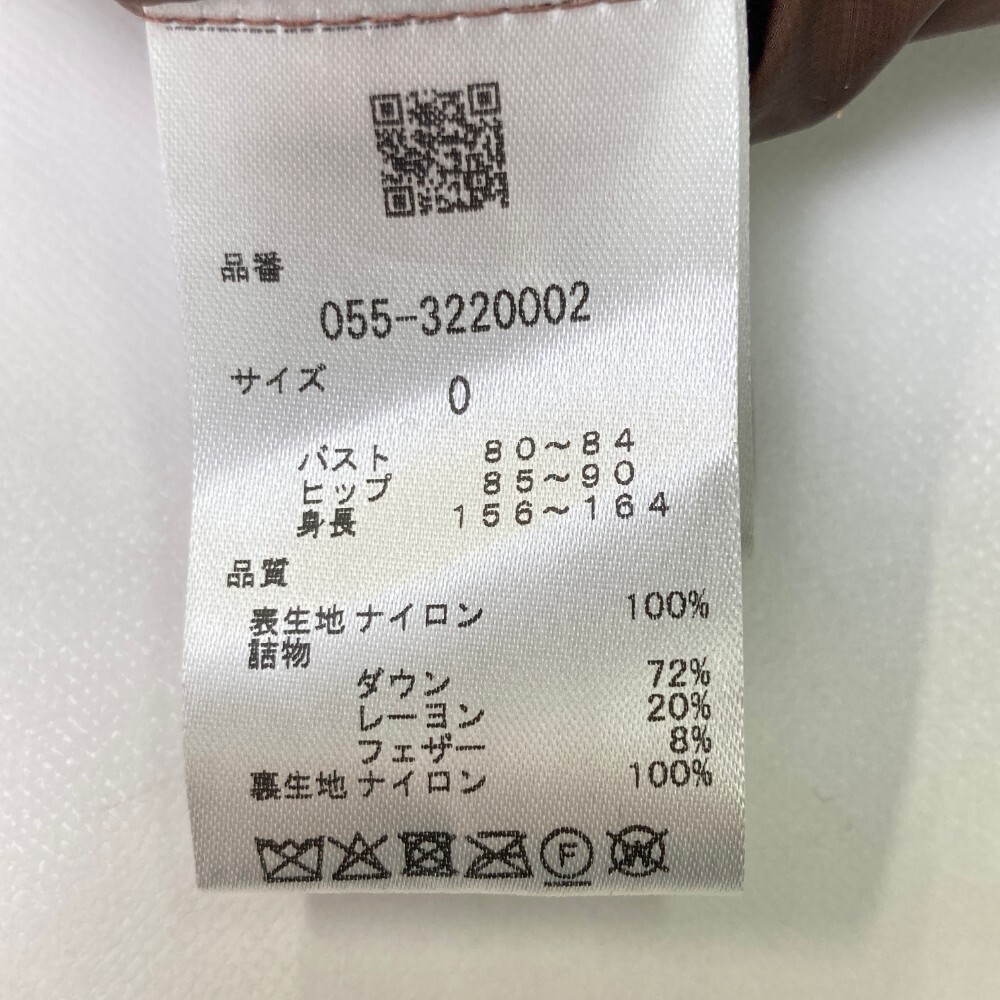 品番
055-3220002
サイズ 0
バスト 80~84
ヒップ 85~90
身長 156~164
品質
表生地 ナイロン 100%
詰物
ダウン 72%
レーヨン 20%
フェザー 8%
裏生地 ナイロン 100%
F
W